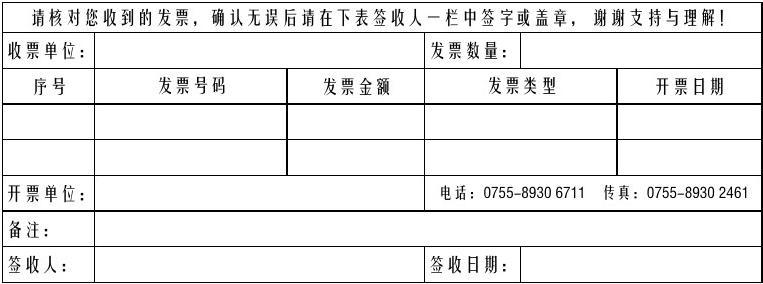 请核对您收到的发票，确认无误后请在下表签收人一栏中签字或盖章，谢谢支持与理解！
收票单位： 发票数量：
序号 发票号码 发票金额 发票类型 开票日期
开票单位： 电话：0755-8930 6711 传真：0755-8930 2461
备注：
签收人： 签收日期：